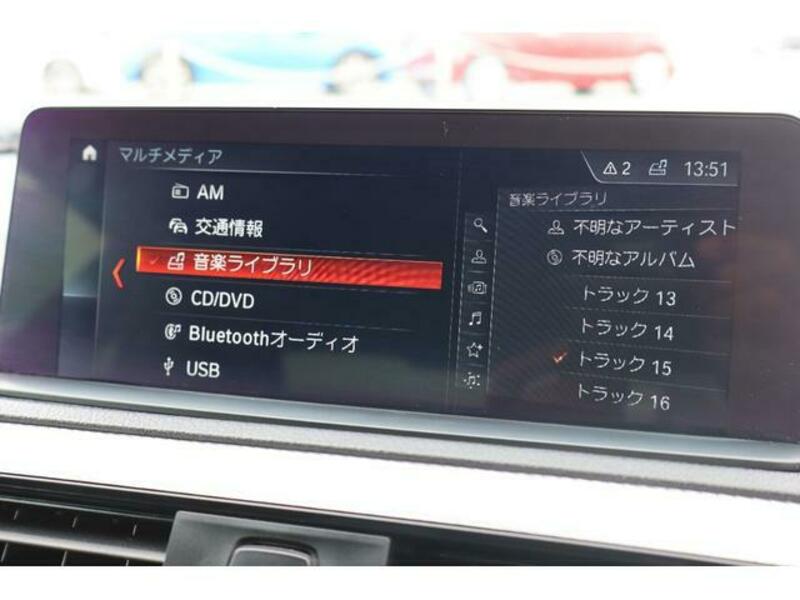 マルチメディア
2 13:51
AM
交通情報
音楽ライブラリ
CD/DVD
Bluetoothオーディオ
USB
音楽ライブラリ
不明なアーティスト
不明なアルバム
トラック 13
トラック 14
トラック 15
トラック 16